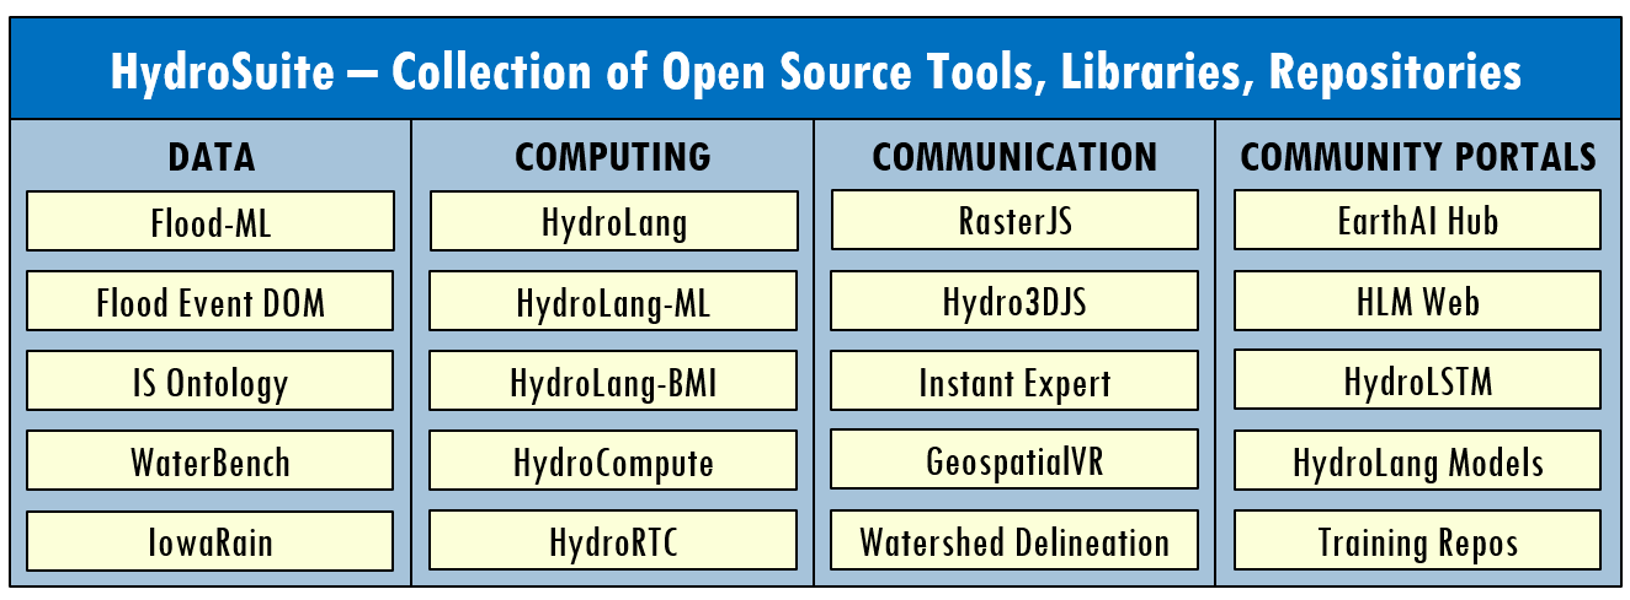 HydroSuite – Collection of Open Source Tools, Libraries, Repositories
DATA
Flood-ML
Flood Event DOM
IS Ontology
WaterBench
IowaRain
COMPUTING
HydroLang
HydroLang-ML
HydroLang-BMI
HydroCompute
HydroRTC
COMMUNICATION
RasterJS
Hydro3DJS
Instant Expert
GeospatialVR
Watershed Delineation
COMMUNITY PORTALS
EarthAI Hub
HLM Web
HydroLSTM
HydroLang Models
Training Repos